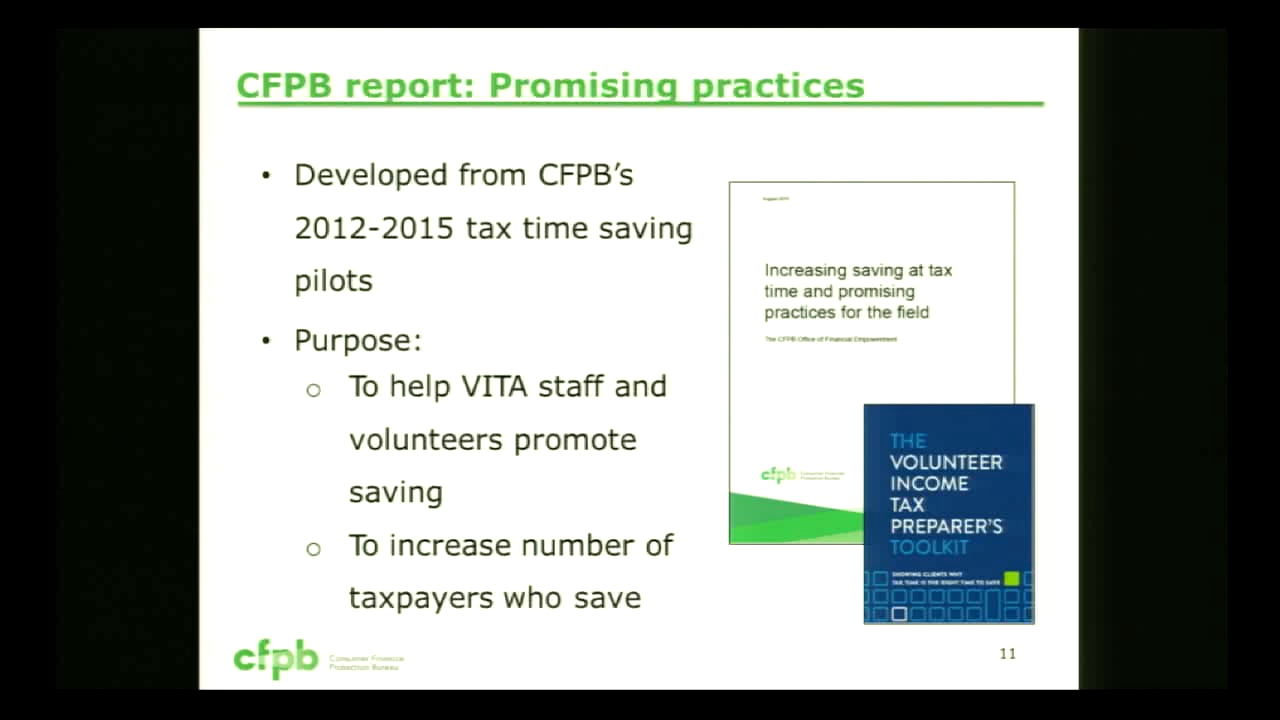 CFPB report: Promising practices
• Developed from CFPB's
2012-2015 tax time saving
pilots
• Purpose:
o To help VITA staff and
volunteers promote
saving
o To increase number of
taxpayers who save
Increasing saving at tax
time and promising
practices for the field
The CFPB Office of Financial Empowerment
cfpb Consumer Financial
Protection Bureau
THE
VOLUNTEER
INCOME
TAX
PREPARER'S
TOOLKIT
SHOWING CLIENTS WHY
TAX TIME IS THE RIGHT TIME TO SAVE
cfpb Consumer Financial
Protection Bureau
11